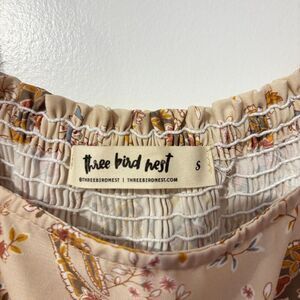 three bird nest
S
@THREEBIRDNEST | THREEBIRDNEST.COM